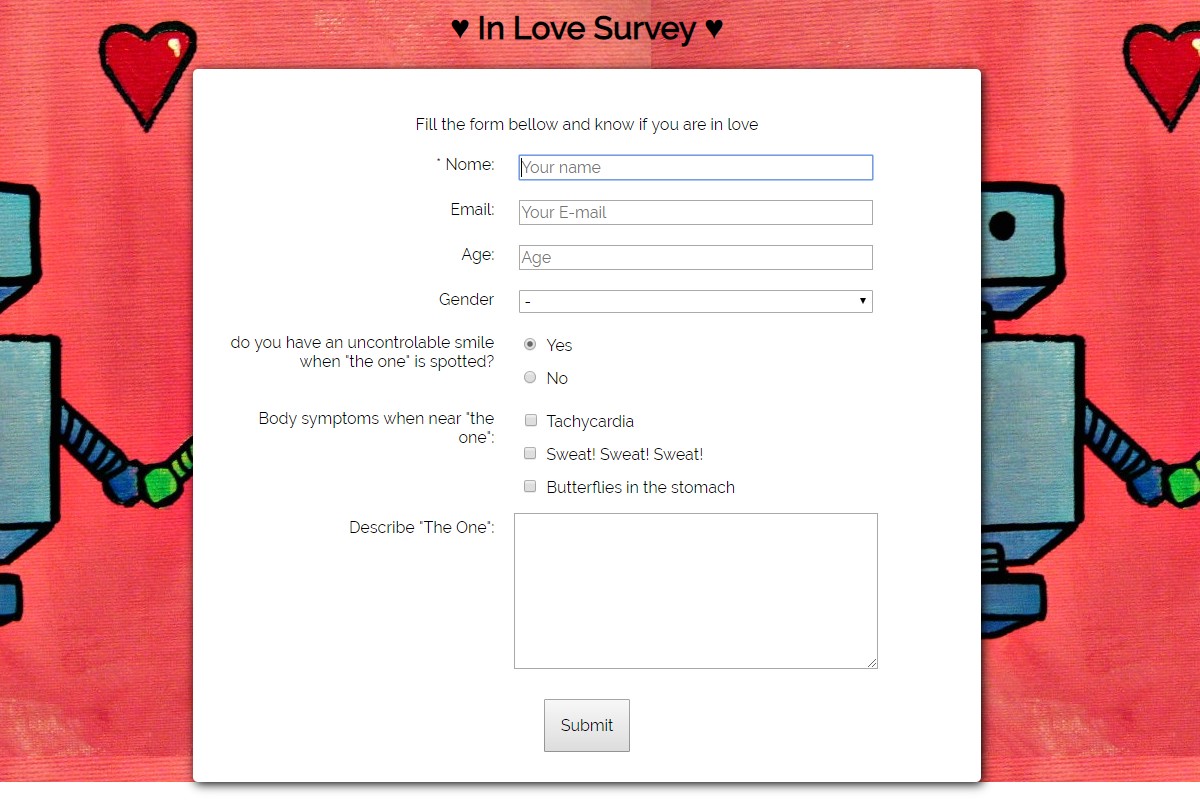 ♥ In Love Survey ♥
Fill the form bellow and know if you are in love
* Nome:
Your name
Email:
Your E-mail
Age:
Age
Gender
-
do you have an uncontrolable smile
when "the one" is spotted?
Yes
No
Body symptoms when near "the
one":
Tachycardia
Sweat! Sweat! Sweat!
Butterflies in the stomach
Describe "The One":
Submit